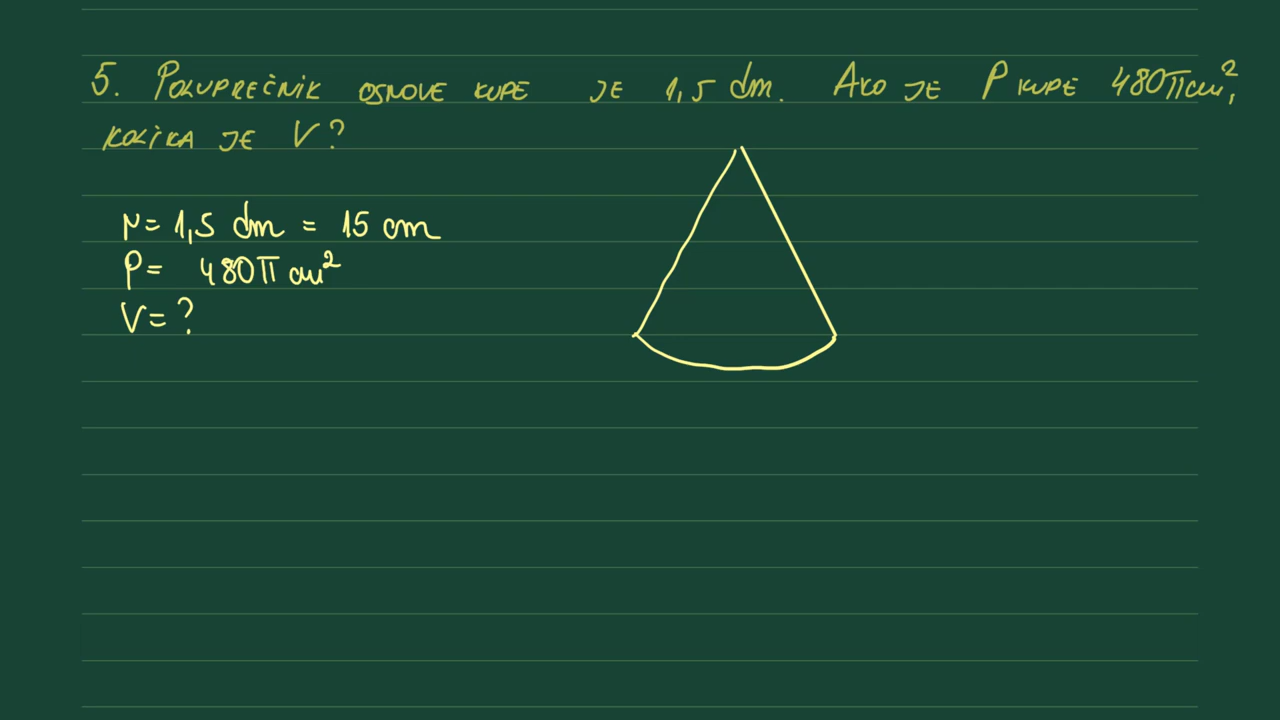 5. POLUPREČNIK OSNOVE KUPE JE 1,5 dm. AKO JE P KUPE 480πcm²,
KOLIKA JE V?
r = 1,5 dm = 15 cm
P = 480π cm²
V = ?